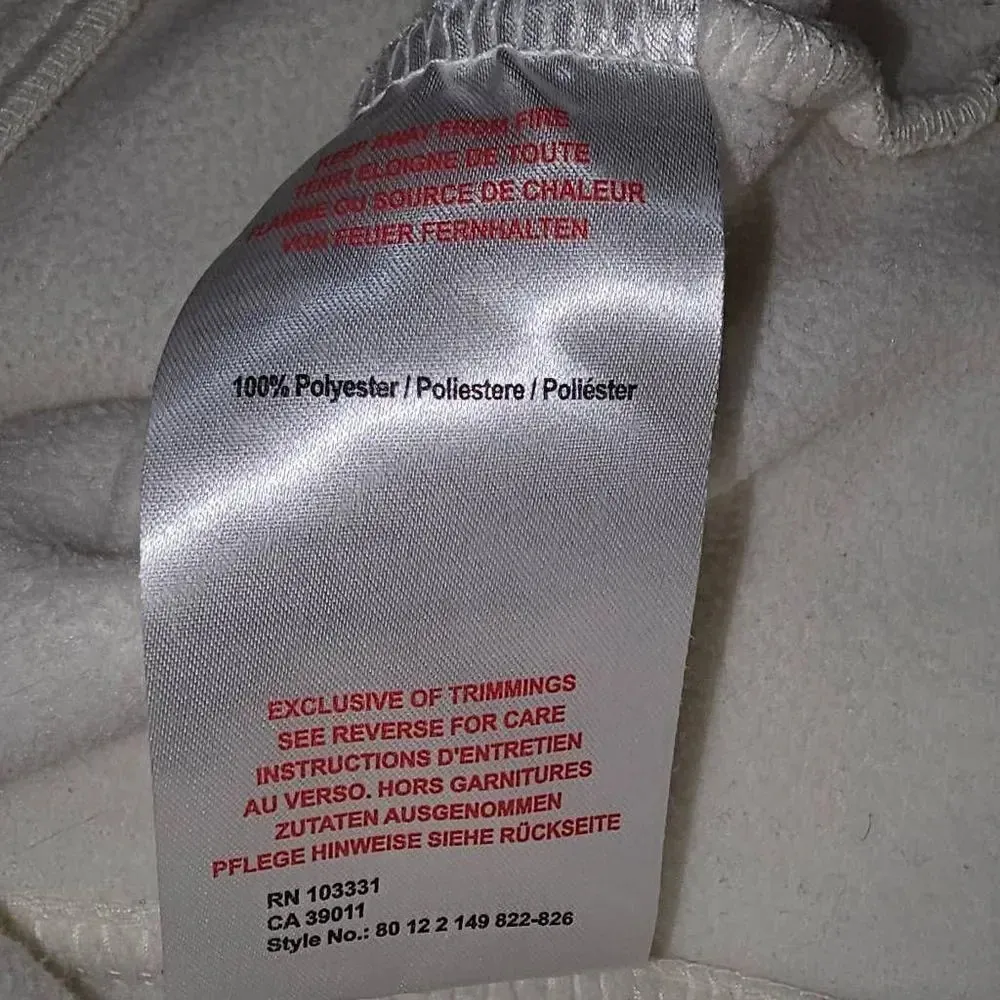 KEEP AWAY FROM FIRE
TENIR ELOIGNE DE TOUTE
FLAMME OU SOURCE DE CHALEUR
VON FEUER FERNHALTEN
100% Polyester / Poliestere / Poliéster
EXCLUSIVE OF TRIMMINGS
SEE REVERSE FOR CARE
INSTRUCTIONS D'ENTRETIEN
AU VERSO. HORS GARNITURES
ZUTATEN AUSGENOMMEN
PFLEGE HINWEISE SIEHE RÜCKSEITE
RN 103331
CA 39011
Style No.: 80 12 2 149 822-826